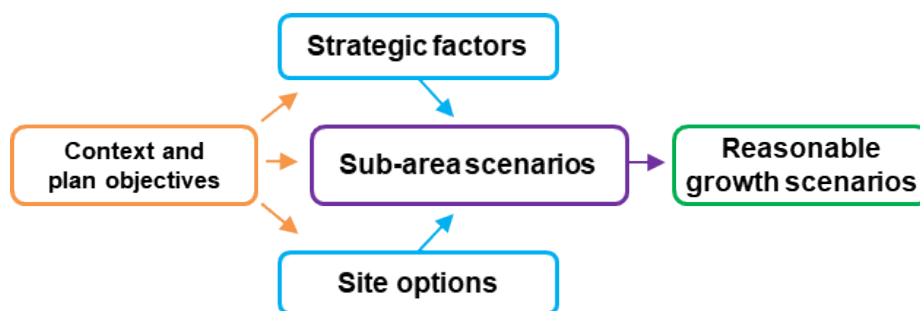 Strategic factors
Context and
plan objectives
Sub-area scenarios
Reasonable
growth scenarios
Site options